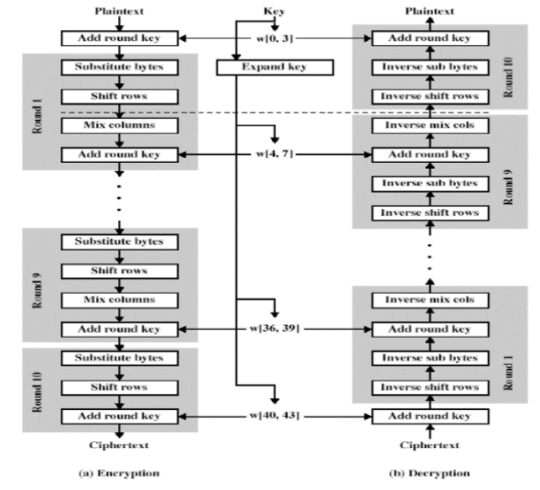 Plaintext
Key
Plaintext
Add round key
w[0, 3]
Add round key
Substitute bytes
Expand key
Inverse sub bytes
Shift rows
Inverse shift rows
Round 1
Round 10
Mix columns
Inverse mix cols
Add round key
w[4, 7]
Add round key
Inverse sub bytes
Round 9
Inverse shift rows
Substitute bytes
Shift rows
Round 9
Mix columns
Inverse mix cols
Add round key
w[36, 39]
Add round key
Substitute bytes
Inverse sub bytes
Round 1
Shift rows
Inverse shift rows
Round 10
Add round key
w[40, 43]
Add round key
Ciphertext
Ciphertext
(a) Encryption
(b) Decryption